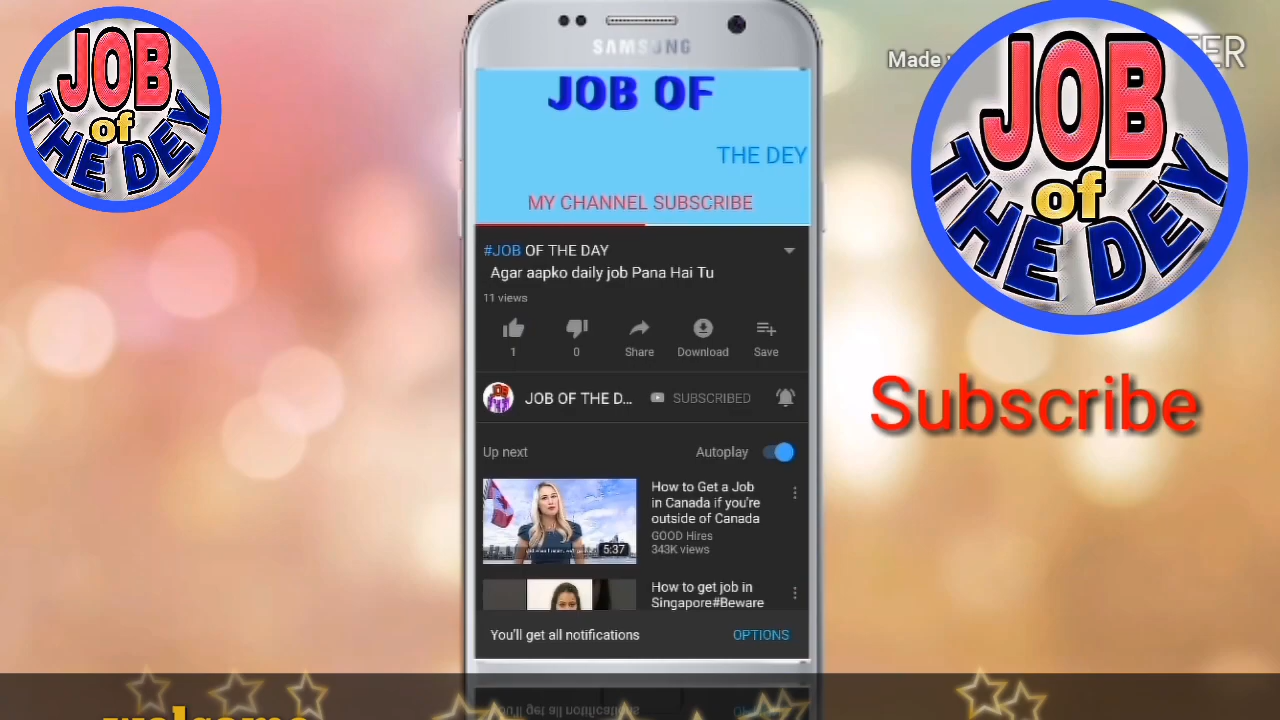 JOB
of
THE DEY
SAMSUNG
JOB OF
THE DEY
MY CHANNEL SUBSCRIBE
#JOB OF THE DAY
Agar aapko daily job Pana Hai Tu
11 views
1
0
Share
Download
Save
JOB OF THE D...
SUBSCRIBED
Up next
Autoplay
How to Get a Job
in Canada if you're
outside of Canada
GOOD Hires
343K views
5:37
How to get job in
Singapore#Beware
You'll get all notifications
OPTIONS
Made
JOB
of
THE DEY
Subscribe
welcome